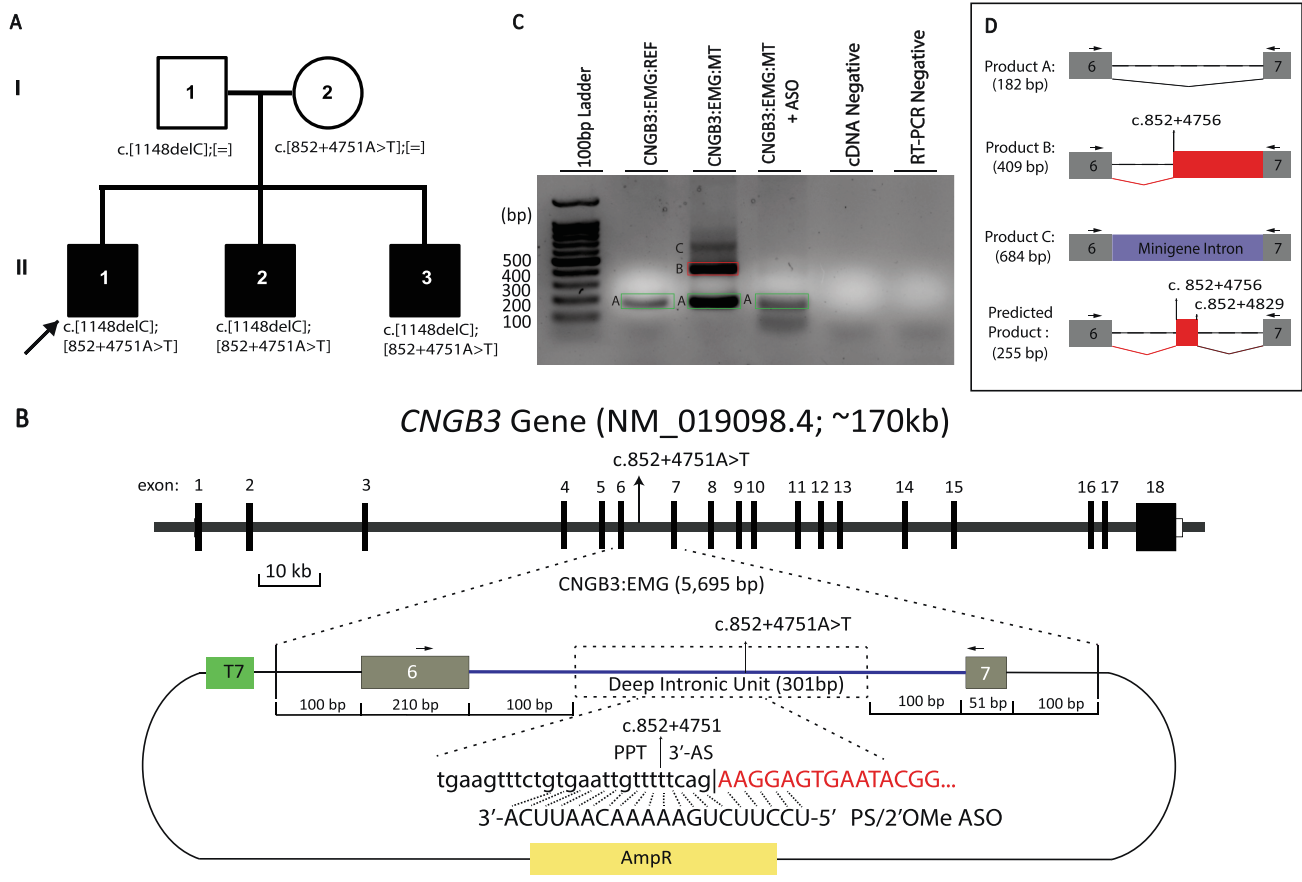 A
I
1
2
c.[1148delC];[=]
c.[852+4751A>T];[=]
II
1
2
3
c.[1148delC];
[852+4751A>T]
c.[1148delC];
[852+4751A>T]
c.[1148delC];
[852+4751A>T]
C
100bp Ladder
CNGB3:EMG:REF
CNGB3:EMG:MT
CNGB3:EMG:MT
+ ASO
cDNA Negative
RT-PCR Negative
(bp)
500
400
300
200
100
C
B
A
A
A
D
Product A:
(182 bp)
6
7
c.852+4756
Product B:
(409 bp)
6
7
Product C:
(684 bp)
6
Minigene Intron
7
c. 852+4756
c.852+4829
Predicted
Product :
(255 bp)
6
7
B
CNGB3 Gene (NM_019098.4; ~170kb)
c.852+4751A>T
exon: 1 2 3 4 5 6 7 8 9 10 11 12 13 14 15 16 17 18
10 kb
CNGB3:EMG (5,695 bp)
c.852+4751A>T
T7
6
7
Deep Intronic Unit (301bp)
100 bp 210 bp 100 bp 100 bp 51 bp 100 bp
c.852+4751
PPT 3'-AS
tgaagtttctgtgaattgtttttcag|AAGGAGTGAATACGG...
3'-ACUUAACAAAAAGUCUUCCU-5' PS/2'OMe ASO
AmpR